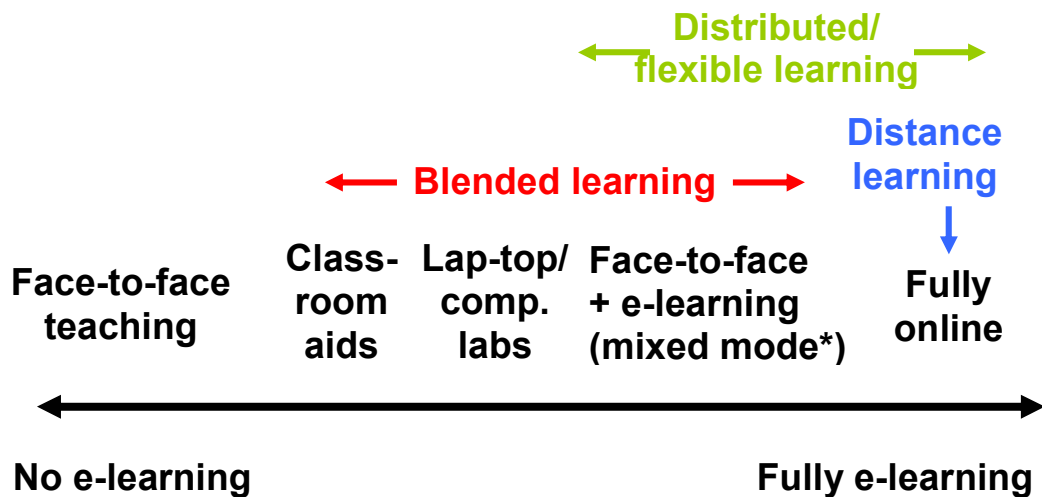 Distributed/
flexible learning
Distance
learning
Blended learning
Face-to-face
teaching
Class-
room
aids
Lap-top/
comp.
labs
Face-to-face
+ e-learning
(mixed mode*)
Fully
online
No e-learning
Fully e-learning